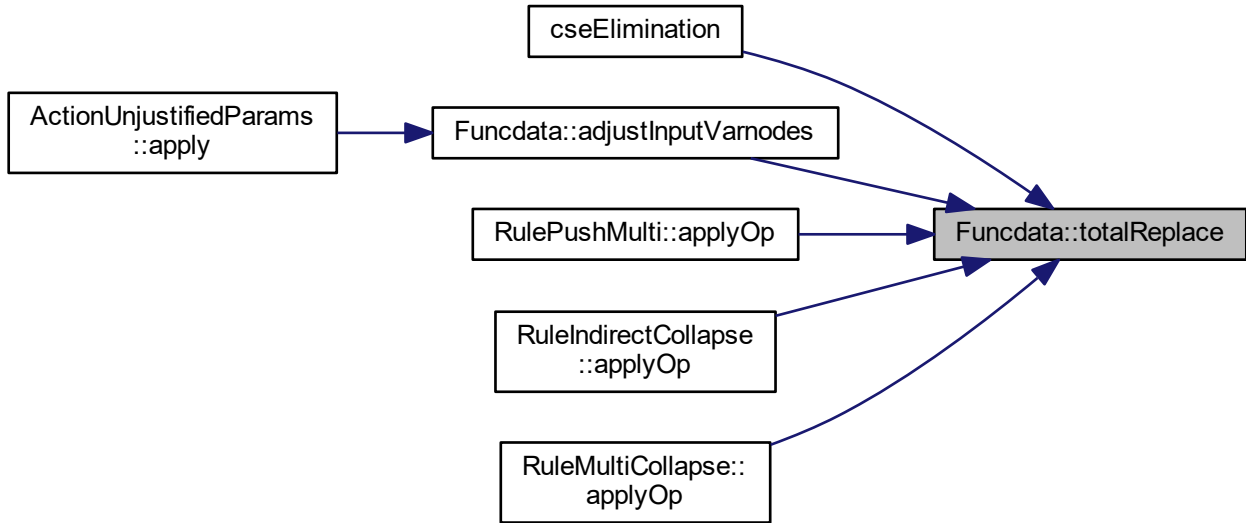 cseElimination
ActionUnjustifiedParams
::apply
Funcdata::adjustInputVarnodes
RulePushMulti::applyOp
Funcdata::totalReplace
RuleIndirectCollapse
::applyOp
RuleMultiCollapse::
applyOp